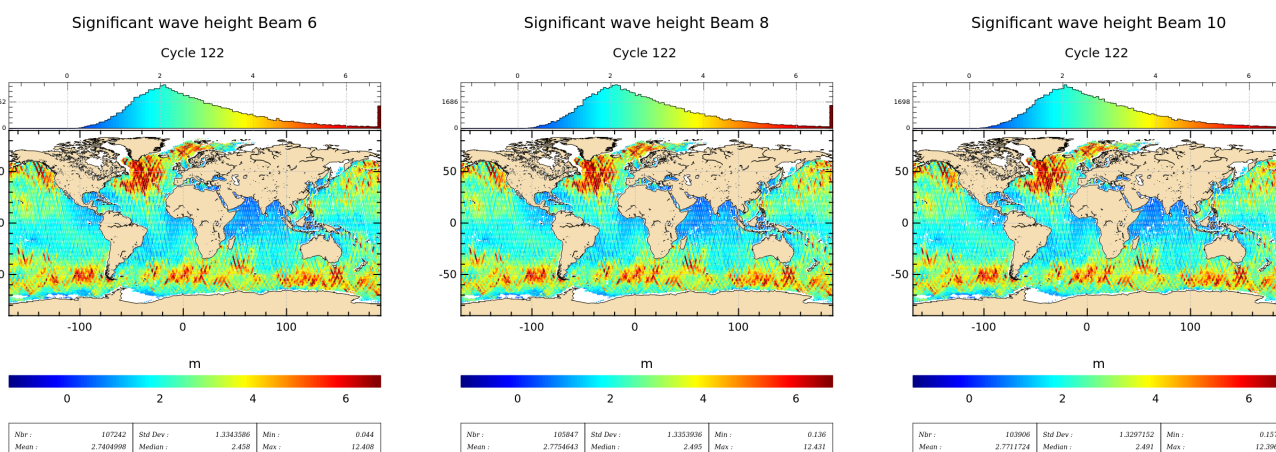 Significant wave height Beam 6
Cycle 122
0 2 4 6
0
50
0
-50
-100 0 100
m
0 2 4 6
Nbr : 107242 Std Dev : 1.3343586 Min : 0.044
Mean : 2.7404998 Median : 2.458 Max : 12.408
Significant wave height Beam 8
Cycle 122
0 2 4 6
1686
0
50
0
-50
-100 0 100
m
0 2 4 6
Nbr : 105847 Std Dev : 1.3353936 Min : 0.136
Mean : 2.7754643 Median : 2.495 Max : 12.431
Significant wave height Beam 10
Cycle 122
0 2 4 6
1698
0
50
0
-50
-100 0 100
m
0 2 4 6
Nbr : 103906 Std Dev : 1.3297152 Min :
Mean : 2.7711724 Median : 2.491 Max :